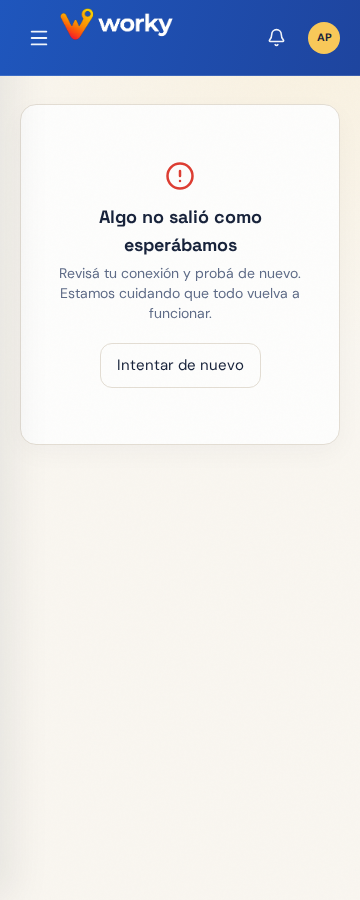 worky
AP
Algo no salió como
esperábamos
Revisá tu conexión y probá de nuevo.
Estamos cuidando que todo vuelva a
funcionar.
Intentar de nuevo